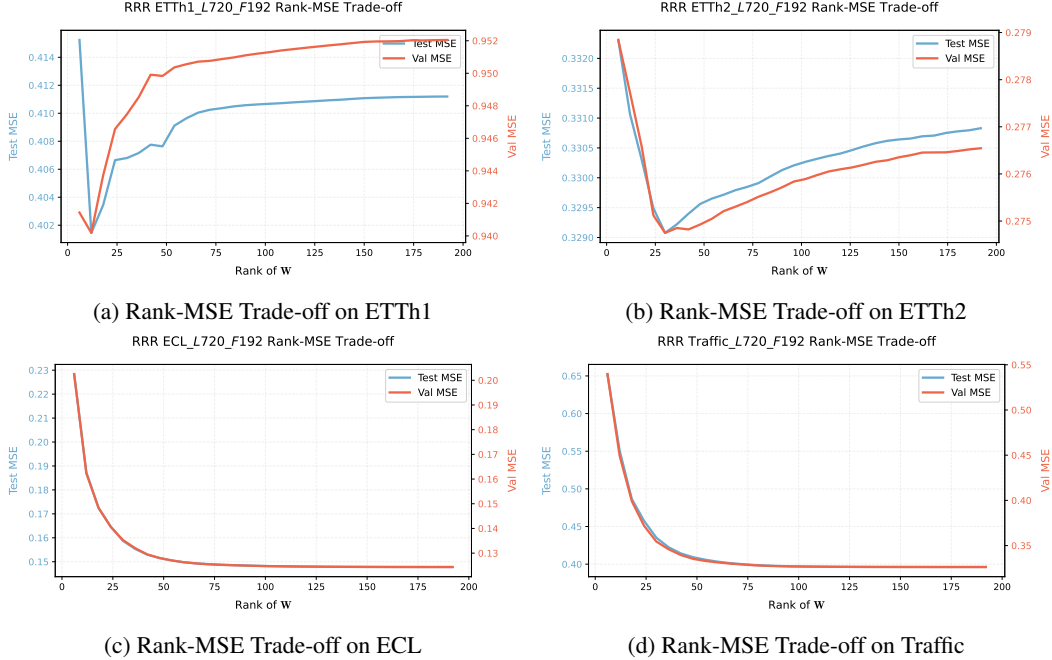 RRR ETTh1_L720_F192 Rank-MSE Trade-off
Test MSE
Val MSE
0.414
0.412
0.410
0.408
0.406
0.404
0.402
0.952
0.950
0.948
0.946
0.944
0.942
0.940
0 25 50 75 100 125 150 175 200
Rank of W
Test MSE
Val MSE
(a) Rank-MSE Trade-off on ETTh1
RRR ETTh2_L720_F192 Rank-MSE Trade-off
Test MSE
Val MSE
0.3320
0.3315
0.3310
0.3305
0.3300
0.3295
0.3290
0.279
0.278
0.277
0.276
0.275
0 25 50 75 100 125 150 175 200
Rank of W
Test MSE
Val MSE
(b) Rank-MSE Trade-off on ETTh2
RRR ECL_L720_F192 Rank-MSE Trade-off
Test MSE
Val MSE
0.23
0.22
0.21
0.20
0.19
0.18
0.17
0.16
0.15
0.20
0.19
0.18
0.17
0.16
0.15
0.14
0.13
0 25 50 75 100 125 150 175 200
Rank of W
Test MSE
Val MSE
(c) Rank-MSE Trade-off on ECL
RRR Traffic_L720_F192 Rank-MSE Trade-off
Test MSE
Val MSE
0.65
0.60
0.55
0.50
0.45
0.40
0.55
0.50
0.45
0.40
0.35
0 25 50 75 100 125 150 175 200
Rank of W
Test MSE
Val MSE
(d) Rank-MSE Trade-off on Traffic